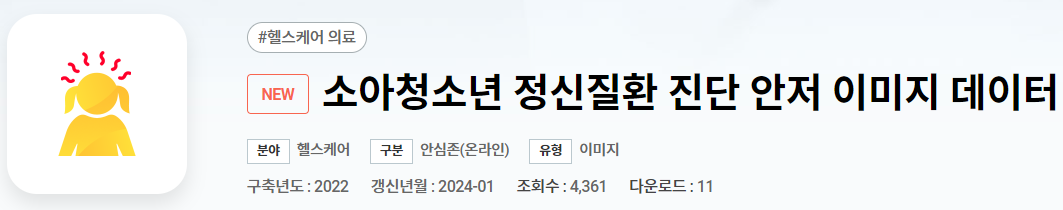 #헬스케어 의료
NEW 소아청소년 정신질환 진단 안저 이미지 데이터
분야 헬스케어 구분 안심존(온라인) 유형 이미지
구축년도 : 2022 갱신년월 : 2024-01 조회수 : 4,361 다운로드 : 11